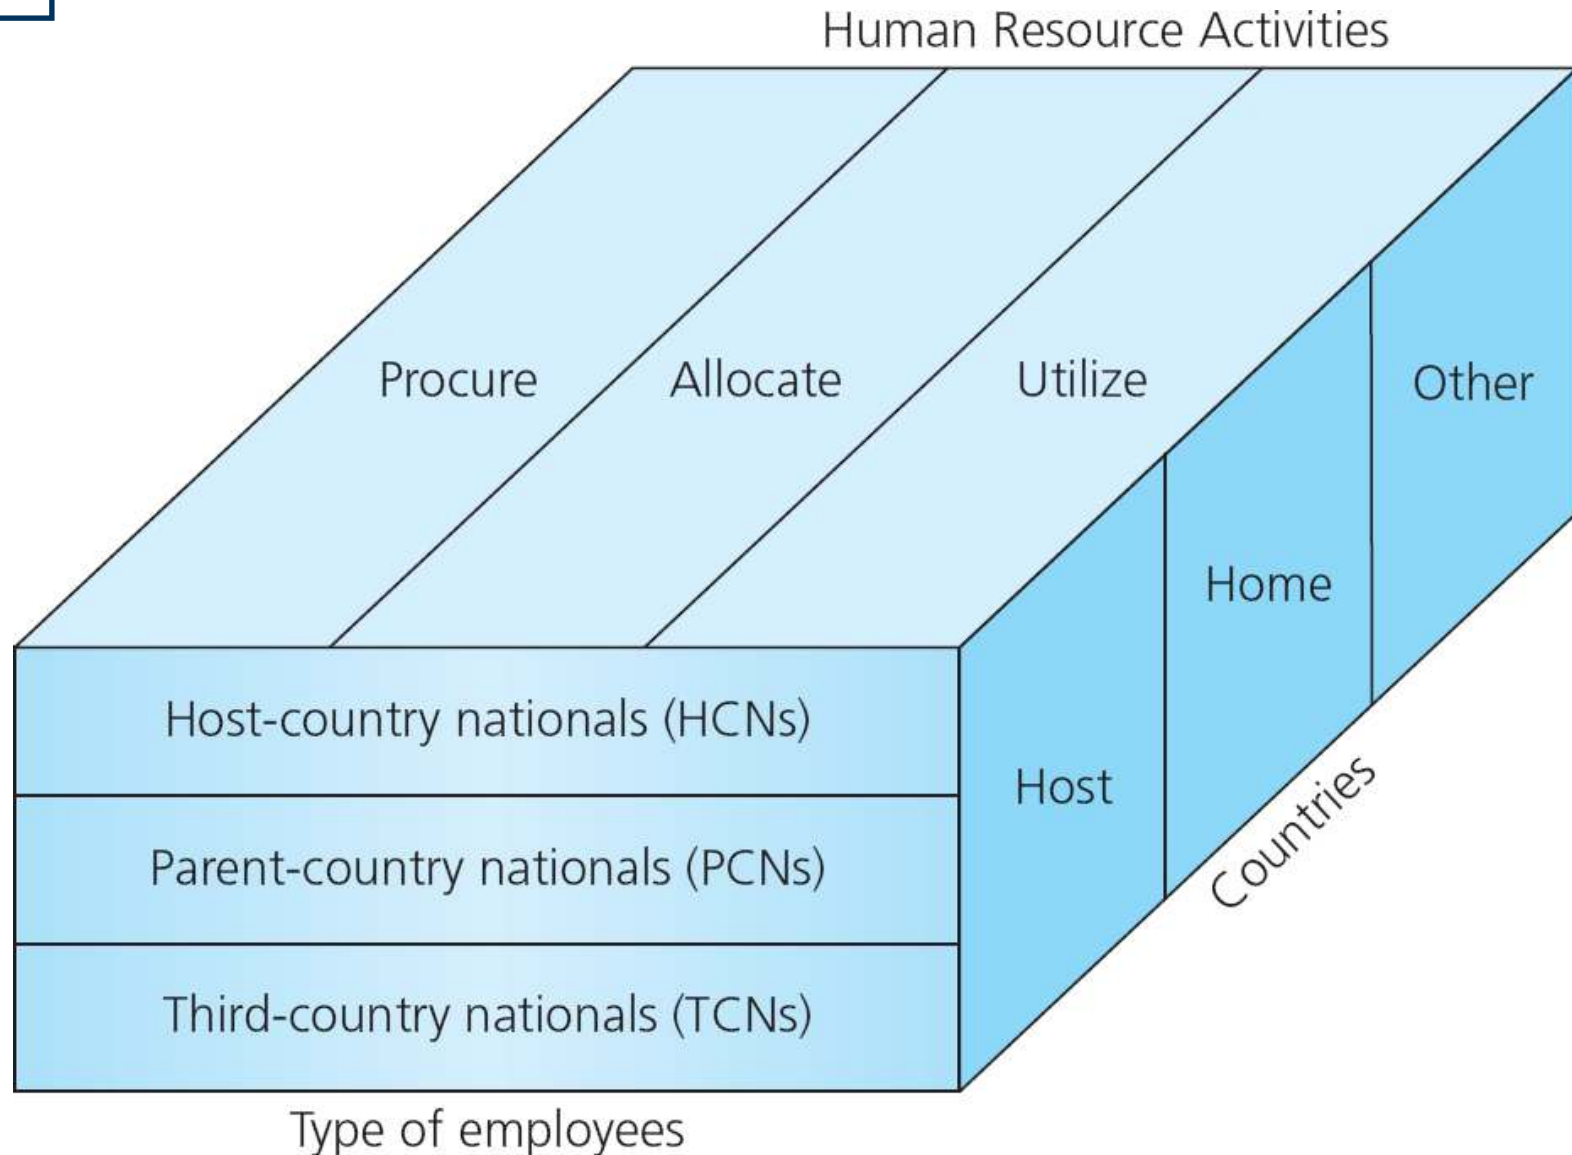 Human Resource Activities
Procure
Allocate
Utilize
Other
Home
Host
Countries
Host-country nationals (HCNs)
Parent-country nationals (PCNs)
Third-country nationals (TCNs)
Type of employees